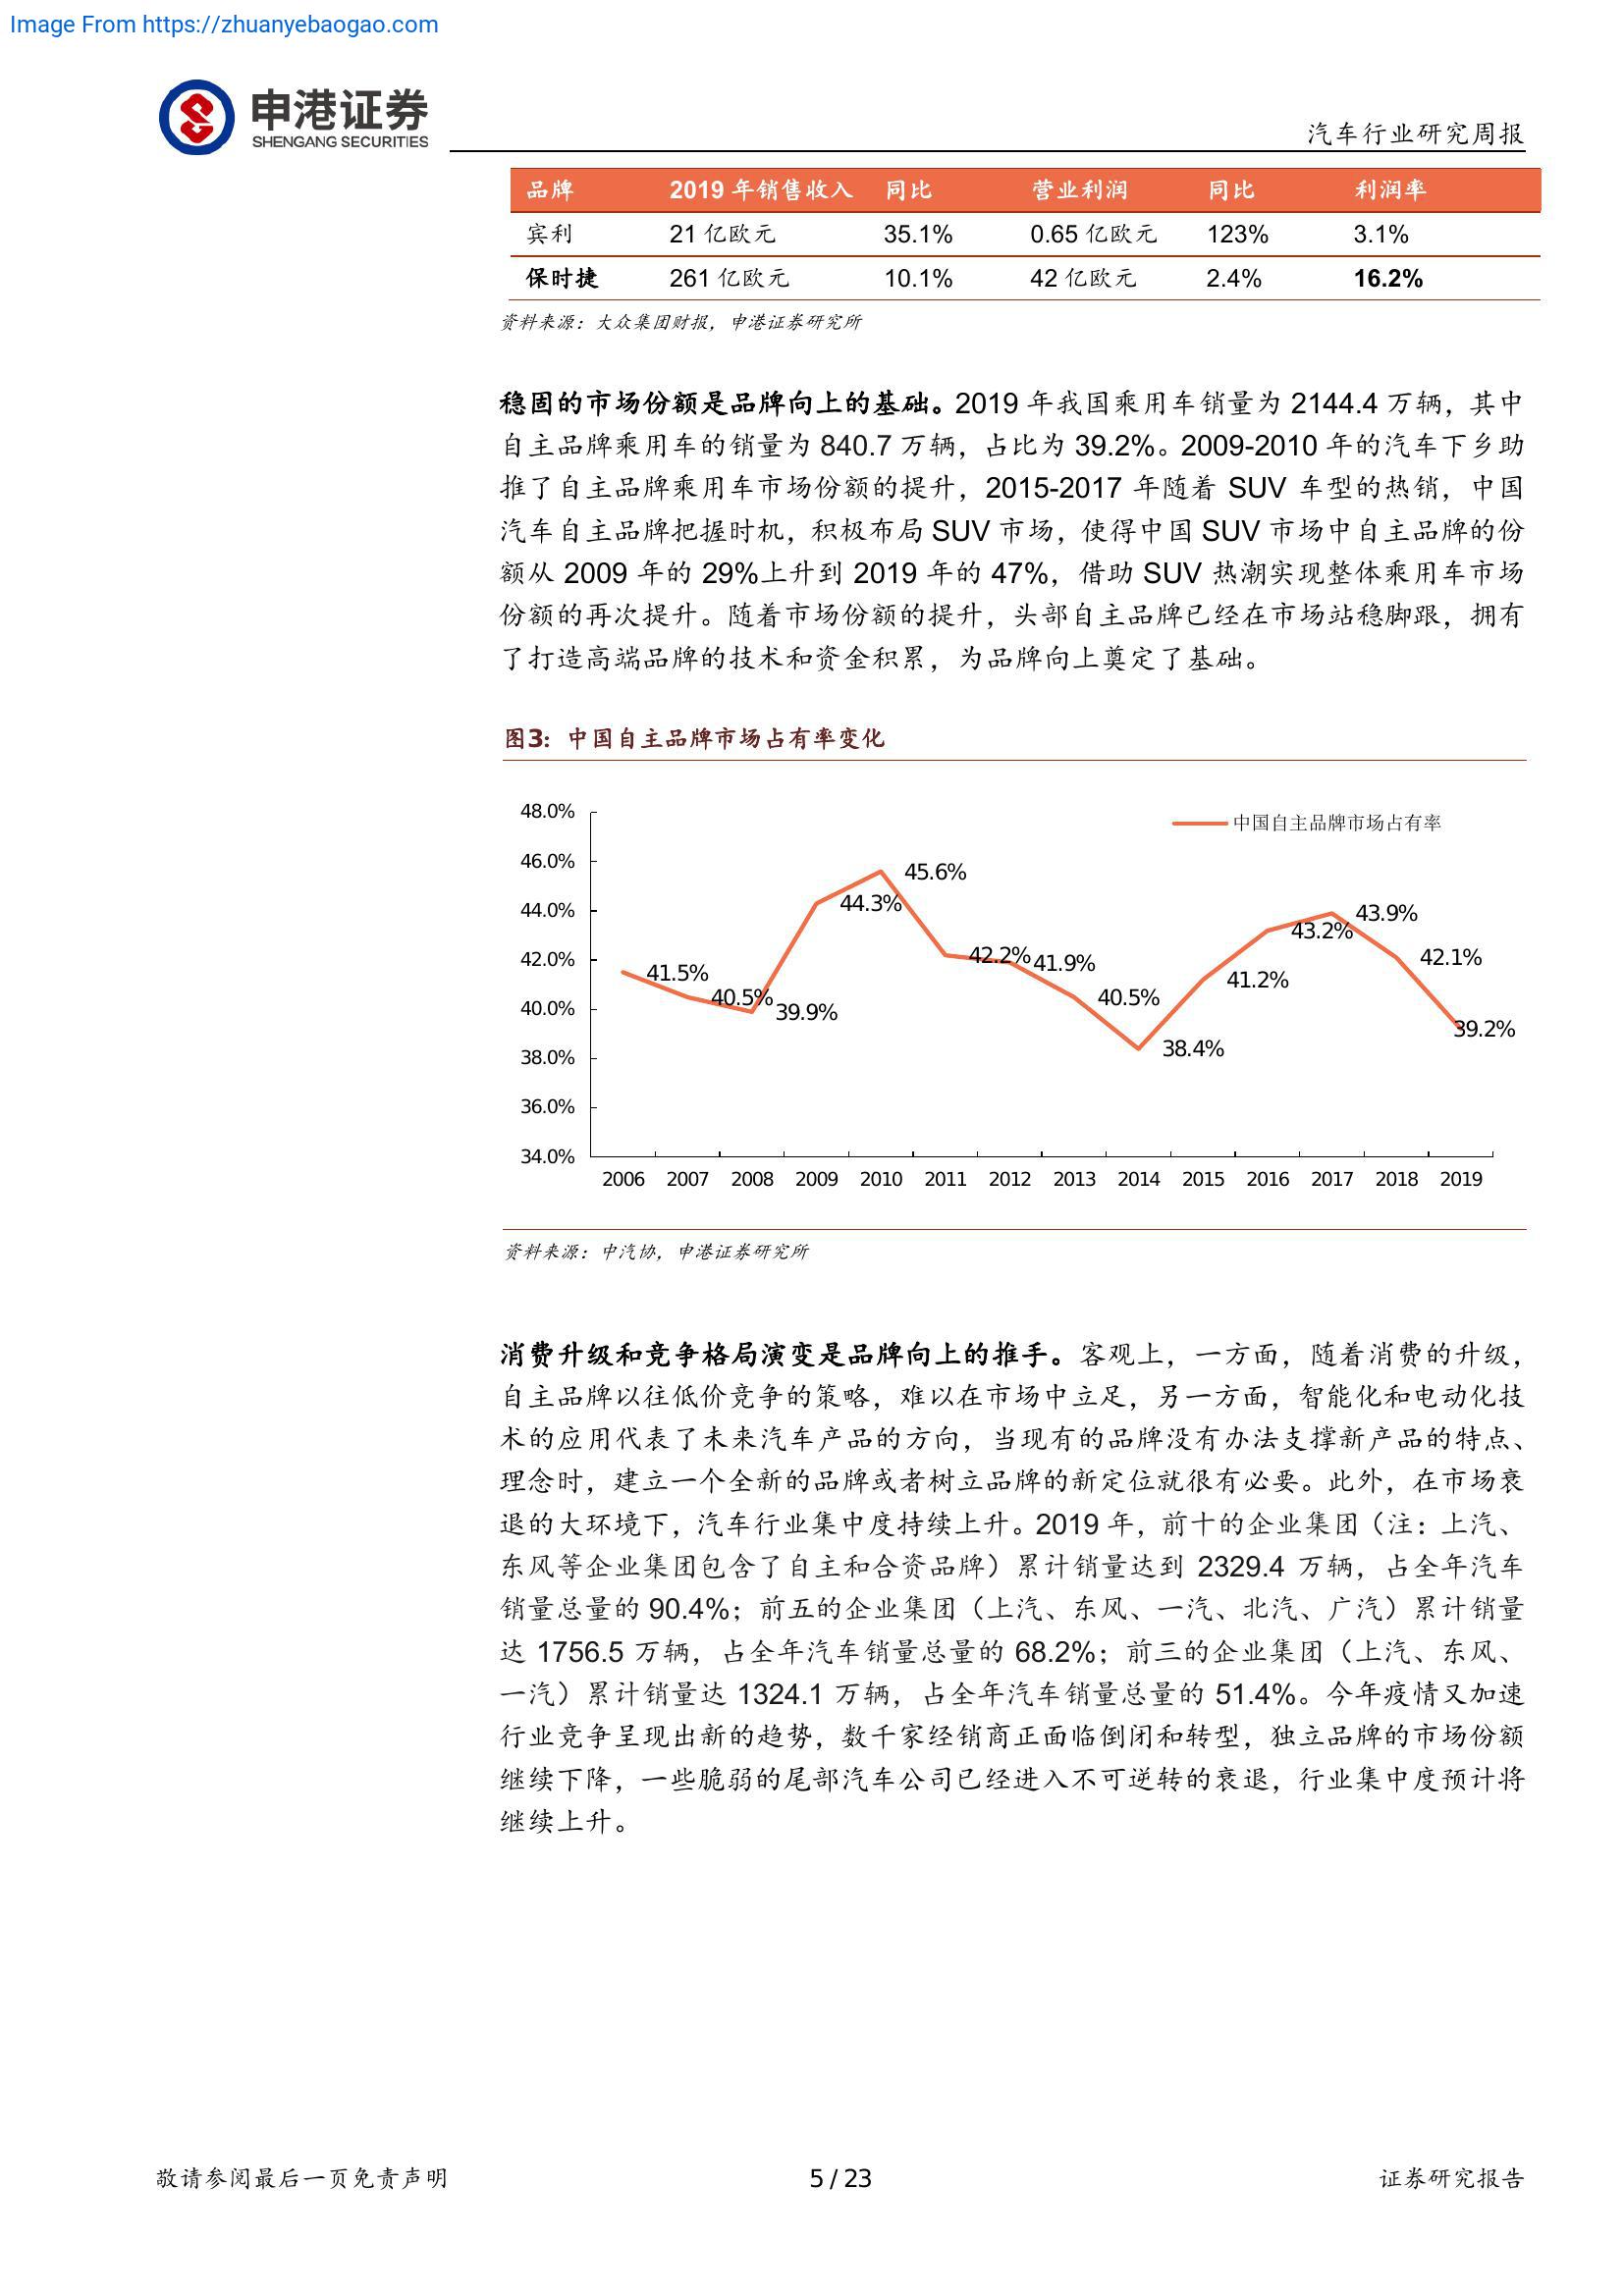 Image From https://zhuanyebaogao.com
申港证券
SHENGANG SECURITIES
汽车行业研究周报
品牌 2019 年销售收入 同比 营业利润 同比 利润率
宾利 21 亿欧元 35.1% 0.65 亿欧元 123% 3.1%
保时捷 261 亿欧元 10.1% 42 亿欧元 2.4% 16.2%
资料来源：大众集团财报，申港证券研究所
稳固的市场份额是品牌向上的基础。2019 年我国乘用车销量为 2144.4 万辆，其中
自主品牌乘用车的销量为 840.7 万辆，占比为 39.2%。2009-2010 年的汽车下乡助
推了自主品牌乘用车市场份额的提升，2015-2017 年随着 SUV 车型的热销，中国
汽车自主品牌把握时机，积极布局 SUV 市场，使得中国 SUV 市场中自主品牌的份
额从 2009 年的 29%上升到 2019 年的 47%，借助 SUV 热潮实现整体乘用车市场
份额的再次提升。随着市场份额的提升，头部自主品牌已经在市场站稳脚跟，拥有
了打造高端品牌的技术和资金积累，为品牌向上奠定了基础。
图3：中国自主品牌市场占有率变化
48.0%
46.0%
44.0%
42.0%
40.0%
38.0%
36.0%
34.0%
中国自主品牌市场占有率
41.5%
40.5%
39.9%
44.3%
45.6%
42.2%
41.9%
40.5%
38.4%
41.2%
43.2%
43.9%
42.1%
39.2%
2006 2007 2008 2009 2010 2011 2012 2013 2014 2015 2016 2017 2018 2019
资料来源：中汽协，申港证券研究所
消费升级和竞争格局演变是品牌向上的推手。客观上，一方面，随着消费的升级，
自主品牌以往低价竞争的策略，难以在市场中立足，另一方面，智能化和电动化技
术的应用代表了未来汽车产品的方向，当现有的品牌没有办法支撑新产品的特点、
理念时，建立一个全新的品牌或者树立品牌的新定位就很有必要。此外，在市场衰
退的大环境下，汽车行业集中度持续上升。2019 年，前十的企业集团（注：上汽、
东风等企业集团包含了自主和合资品牌）累计销量达到 2329.4 万辆，占全年汽车
销量总量的 90.4%；前五的企业集团（上汽、东风、一汽、北汽、广汽）累计销量
达 1756.5 万辆，占全年汽车销量总量的 68.2%；前三的企业集团（上汽、东风、
一汽）累计销量达 1324.1 万辆，占全年汽车销量总量的 51.4%。今年疫情又加速
行业竞争呈现出新的趋势，数千家经销商正面临倒闭和转型，独立品牌的市场份额
继续下降，一些脆弱的尾部汽车公司已经进入不可逆转的衰退，行业集中度预计将
继续上升。
敬请参阅最后一页免责声明
5 / 23
证券研究报告